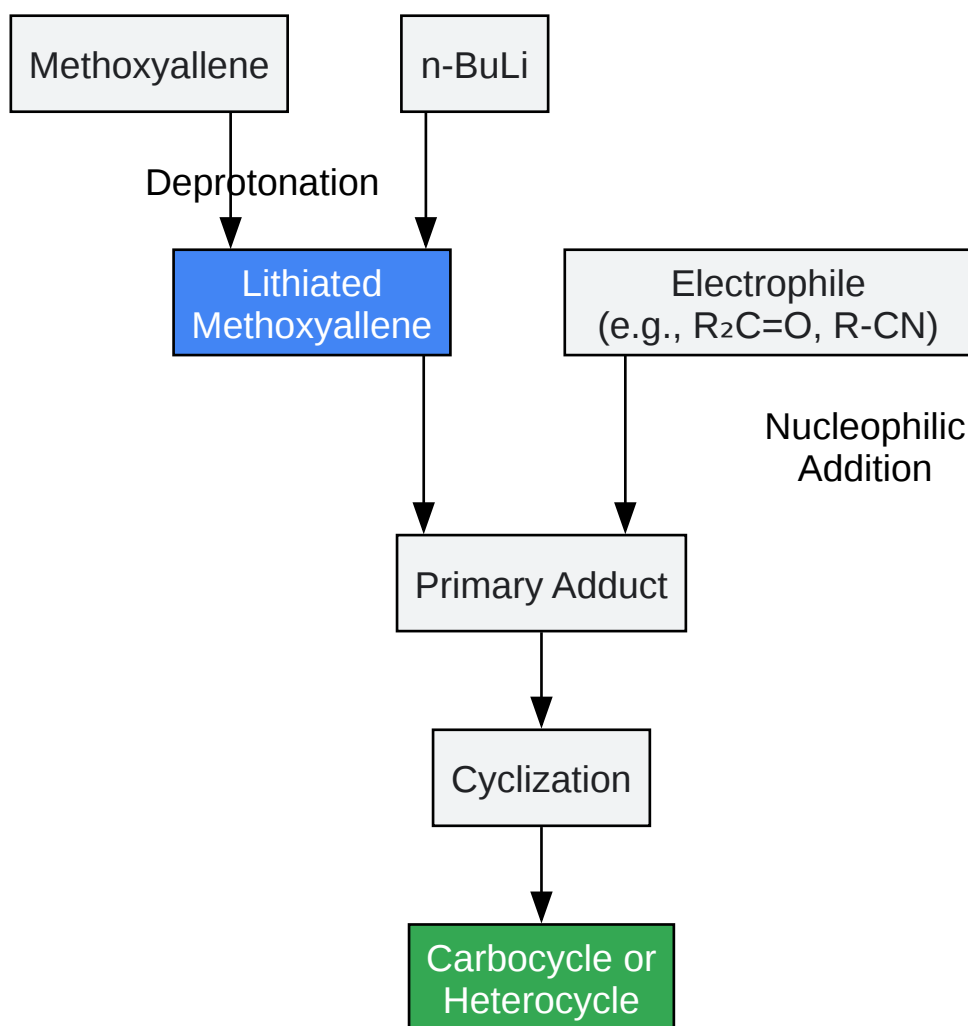 Methoxyallene
n-BuLi
Deprotonation
Lithiated
Methoxyallene
Electrophile
(e.g., R₂C=O, R-CN)
Nucleophilic
Addition
Primary Adduct
Cyclization
Carbocycle or
Heterocycle